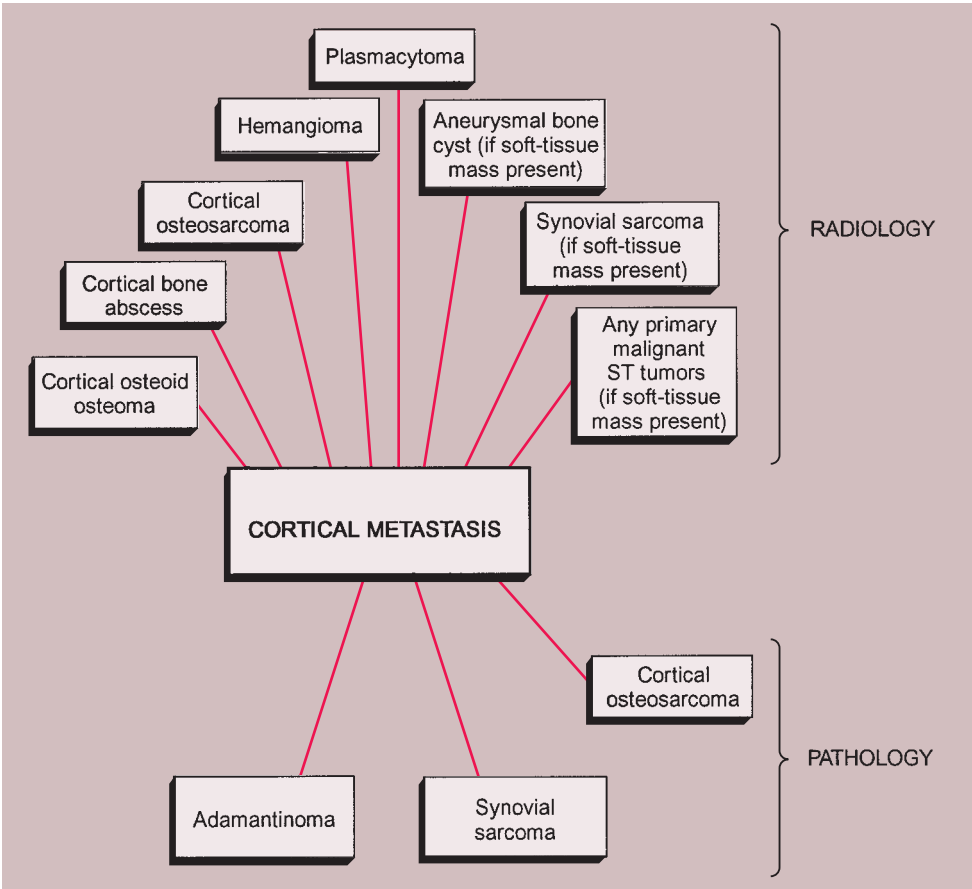 Plasmacytoma
Hemangioma
Aneurysmal bone
cyst (if soft-tissue
mass present)
Cortical
osteosarcoma
Synovial sarcoma
(if soft-tissue
mass present)
RADIOLOGY
Cortical bone
abscess
Any primary
malignant
ST tumors
(if soft-tissue
mass present)
Cortical osteoid
osteoma
CORTICAL METASTASIS
Cortical
osteosarcoma
PATHOLOGY
Adamantinoma
Synovial
sarcoma